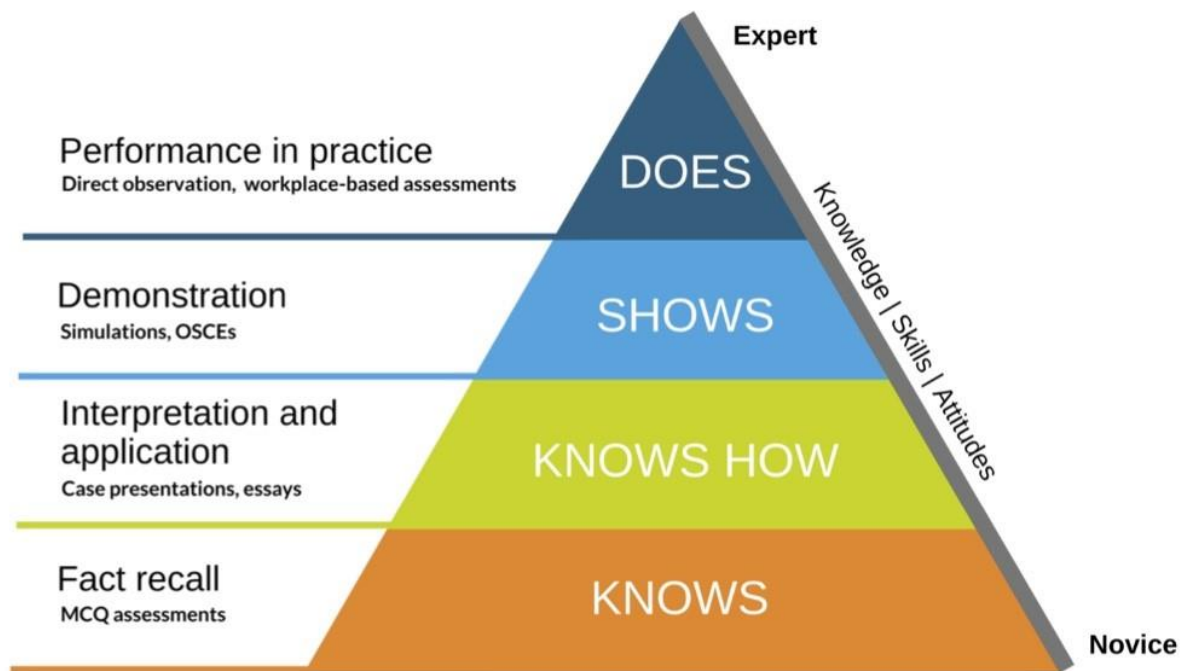 Expert
Performance in practice
Direct observation, workplace-based assessments
DOES
Knowledge | Skills | Attitudes
Demonstration
Simulations, OSCEs
SHOWS
Interpretation and
application
Case presentations, essays
KNOWS HOW
Fact recall
MCQ assessments
KNOWS
Novice